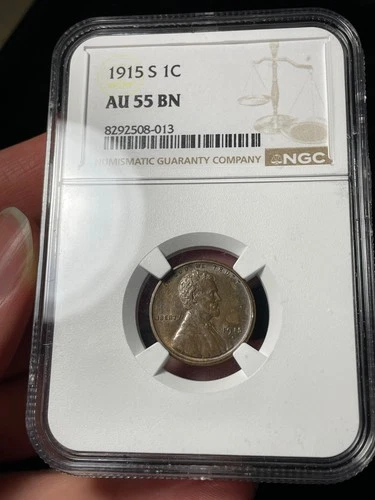 1915 S 1C
AU 55 BN
8292508-013
NUMISMATIC GUARANTY COMPANY
NGC
LIBERTY